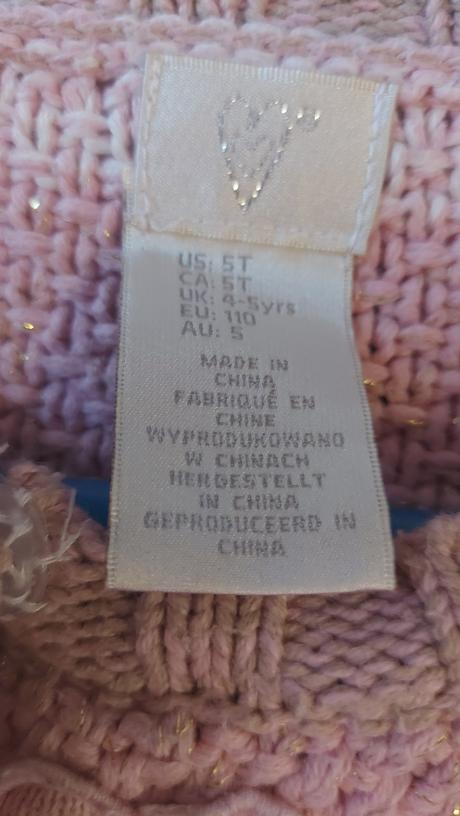 US: 5T
CA: 5T
UK: 4-5yrs
EU: 110
AU: 5
MADE IN
CHINA
FABRIQUÉ EN
CHINE
WYPRODUKOWANO
W CHINACH
HERGESTELLT
IN CHINA
GEPRODUCEERD IN
CHINA